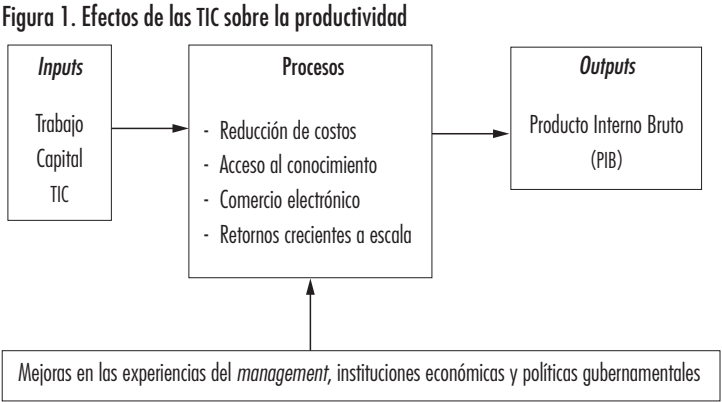 Figura 1. Efectos de las TIC sobre la productividad
Inputs
Trabajo
Capital
TIC
Procesos
- Reducción de costos
- Acceso al conocimiento
- Comercio electrónico
- Retornos crecientes a escala
Outputs
Producto Interno Bruto
(PIB)
Mejoras en las experiencias del management, instituciones económicas y políticas gubernamentales